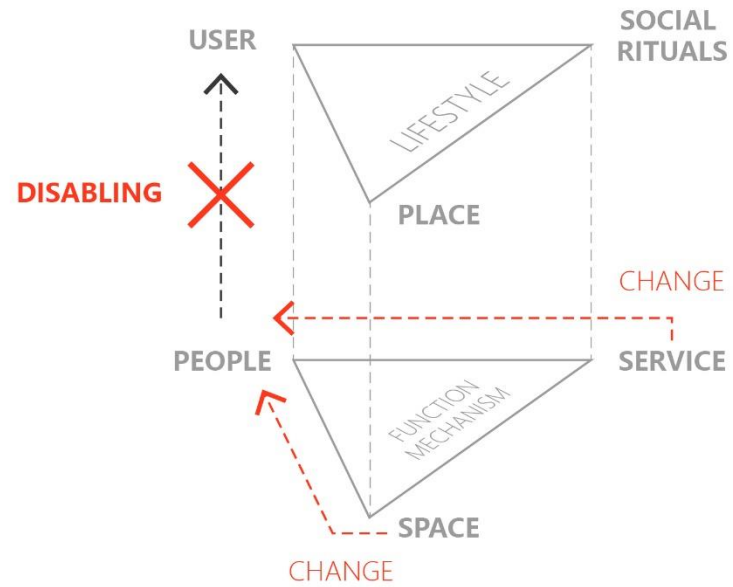 USER
SOCIAL
RITUALS
LIFESTYLE
DISABLING
PLACE
CHANGE
PEOPLE
SERVICE
FUNCTION
MECHANISM
SPACE
CHANGE